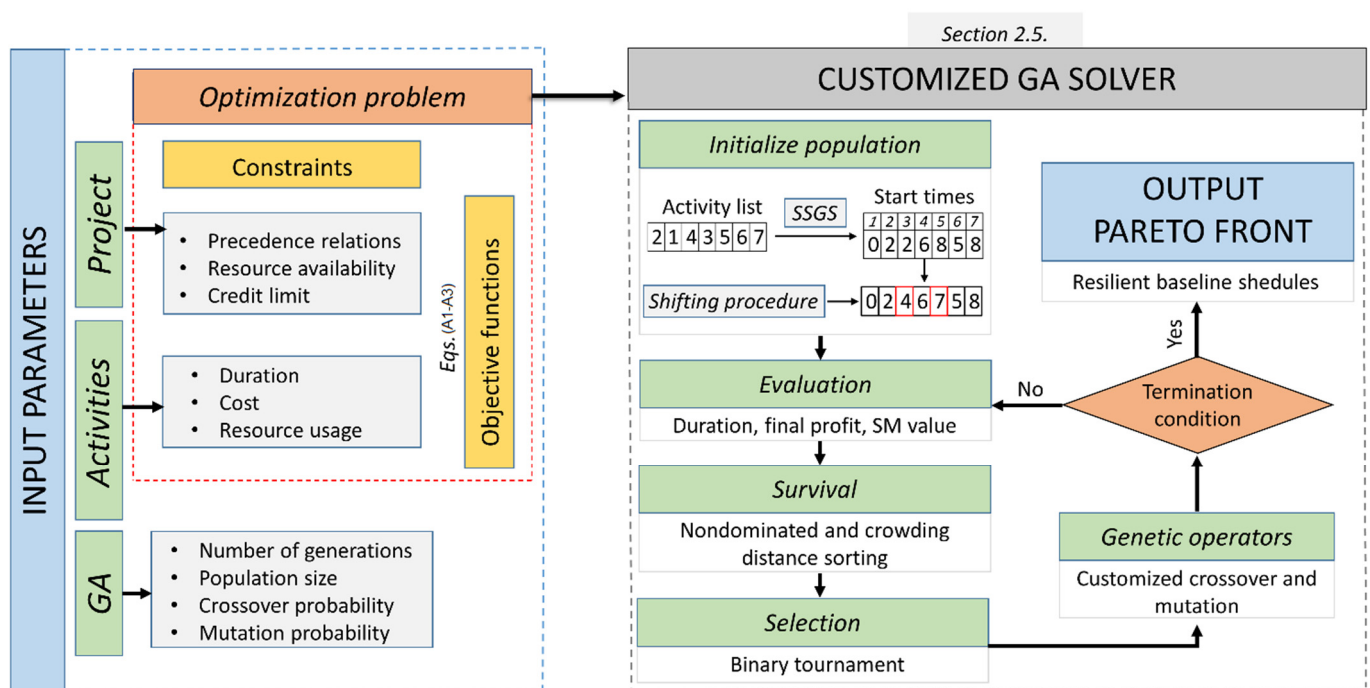 Section 2.5.
INPUT PARAMETERS
Optimization problem
Project
Constraints
• Precedence relations
• Resource availability
• Credit limit
Activities
• Duration
• Cost
• Resource usage
Eqs. (A1-A3)
Objective functions
GA
• Number of generations
• Population size
• Crossover probability
• Mutation probability
CUSTOMIZED GA SOLVER
Initialize population
Activity list
2 1 4 3 5 6 7
SSGS
Start times
1 2 3 4 5 6 7
0 2 2 6 8 5 8
Shifting procedure
0 2 4 6 7 5 8
Evaluation
Duration, final profit, SM value
Survival
Nondominated and crowding
distance sorting
Selection
Binary tournament
Genetic operators
Customized crossover and
mutation
Termination
condition
No
Yes
OUTPUT
PARETO FRONT
Resilient baseline shedules